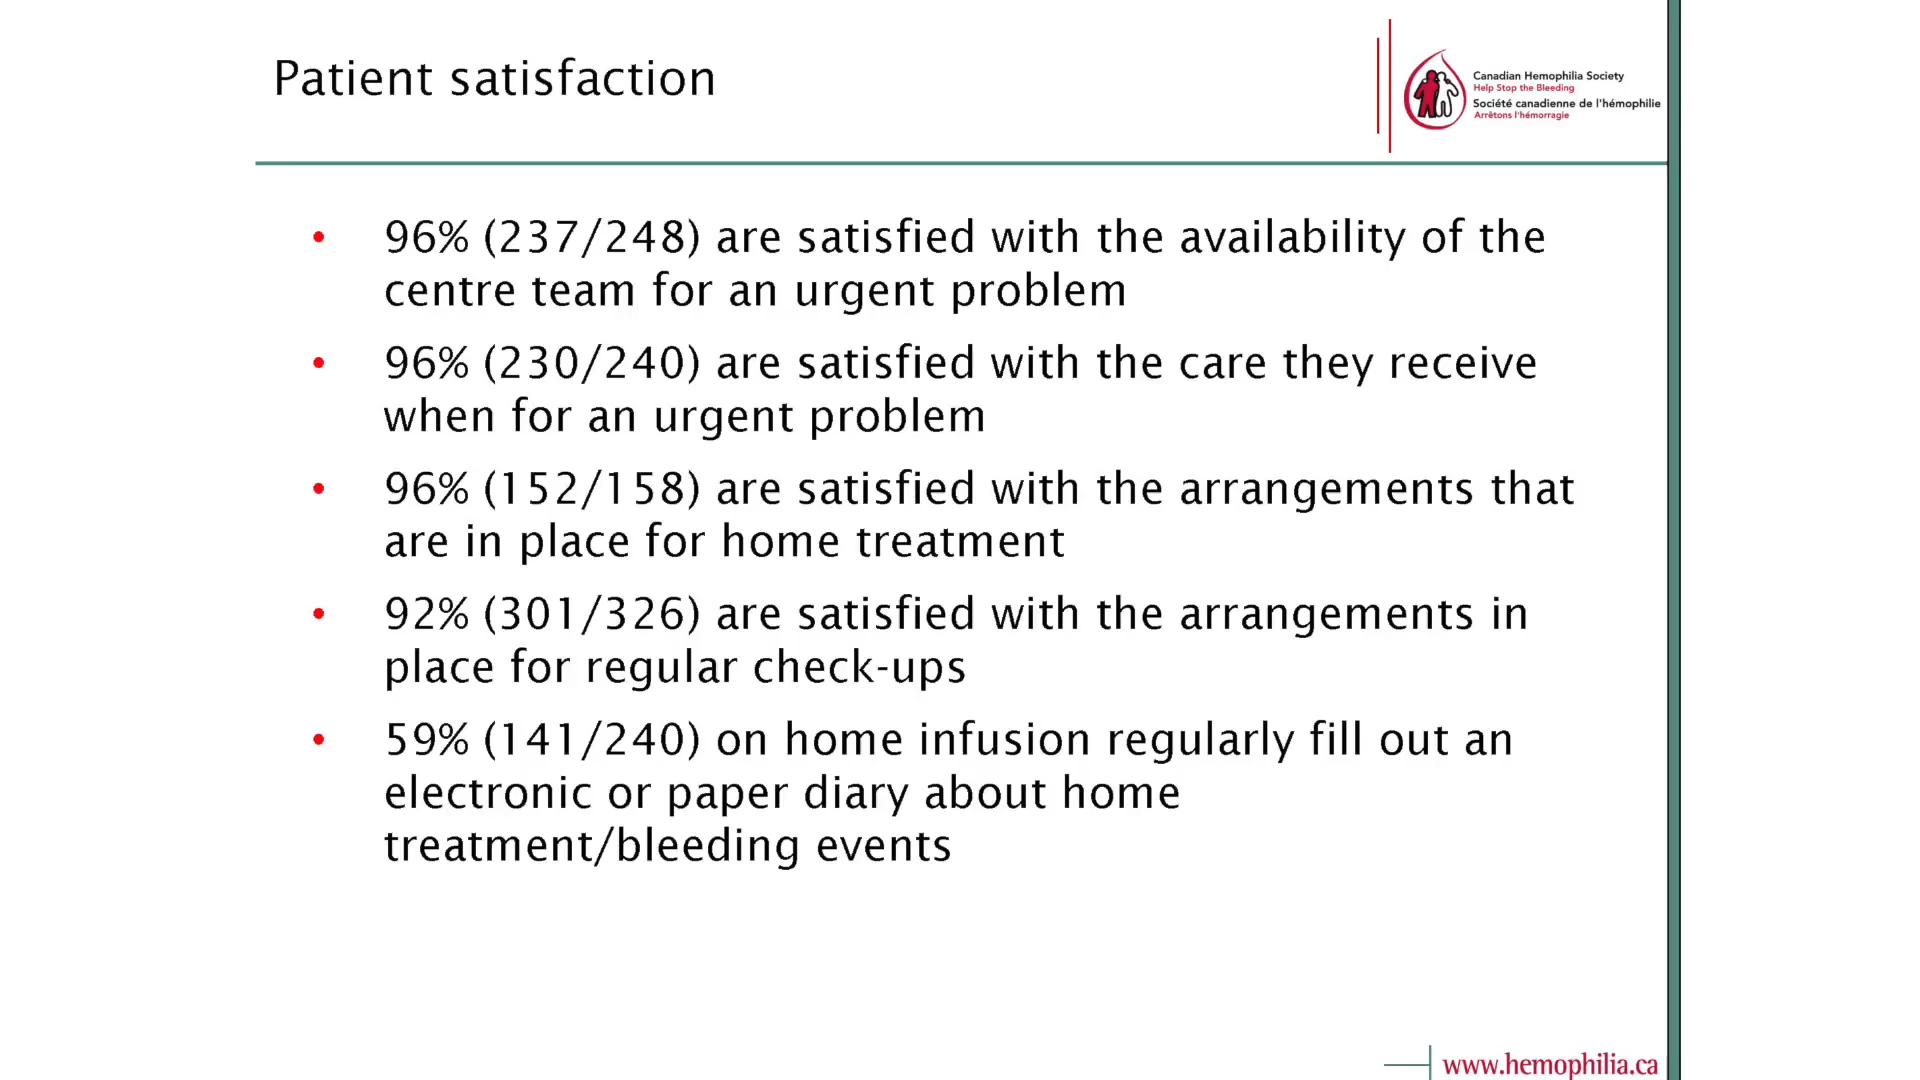 Patient satisfaction
Canadian Hemophilia Society
Help Stop the Bleeding
Société canadienne de l'hémophilie
Arrêtons l'hémorragie
• 96% (237/248) are satisfied with the availability of the
centre team for an urgent problem
• 96% (230/240) are satisfied with the care they receive
when for an urgent problem
• 96% (152/158) are satisfied with the arrangements that
are in place for home treatment
• 92% (301/326) are satisfied with the arrangements in
place for regular check-ups
• 59% (141/240) on home infusion regularly fill out an
electronic or paper diary about home
treatment/bleeding events
www.hemophilia.ca